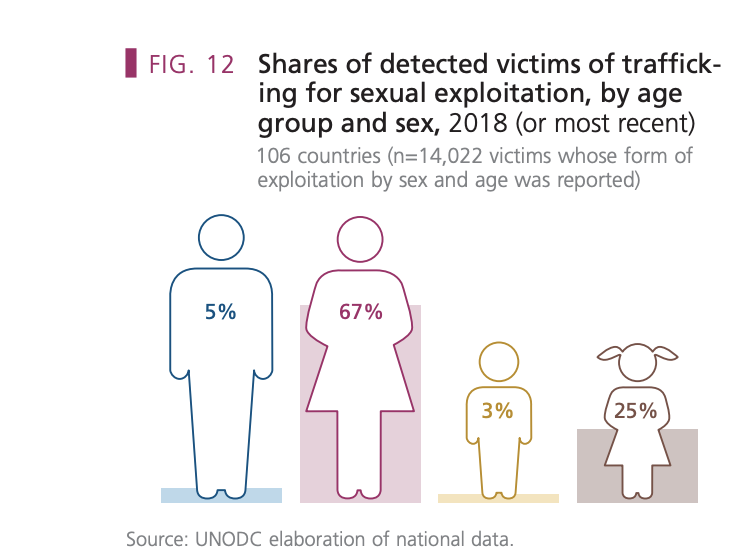 FIG. 12 Shares of detected victims of traffick-
ing for sexual exploitation, by age
group and sex, 2018 (or most recent)
106 countries (n=14,022 victims whose form of
exploitation by sex and age was reported)
5% 67%
3% 25%
Source: UNODC elaboration of national data.